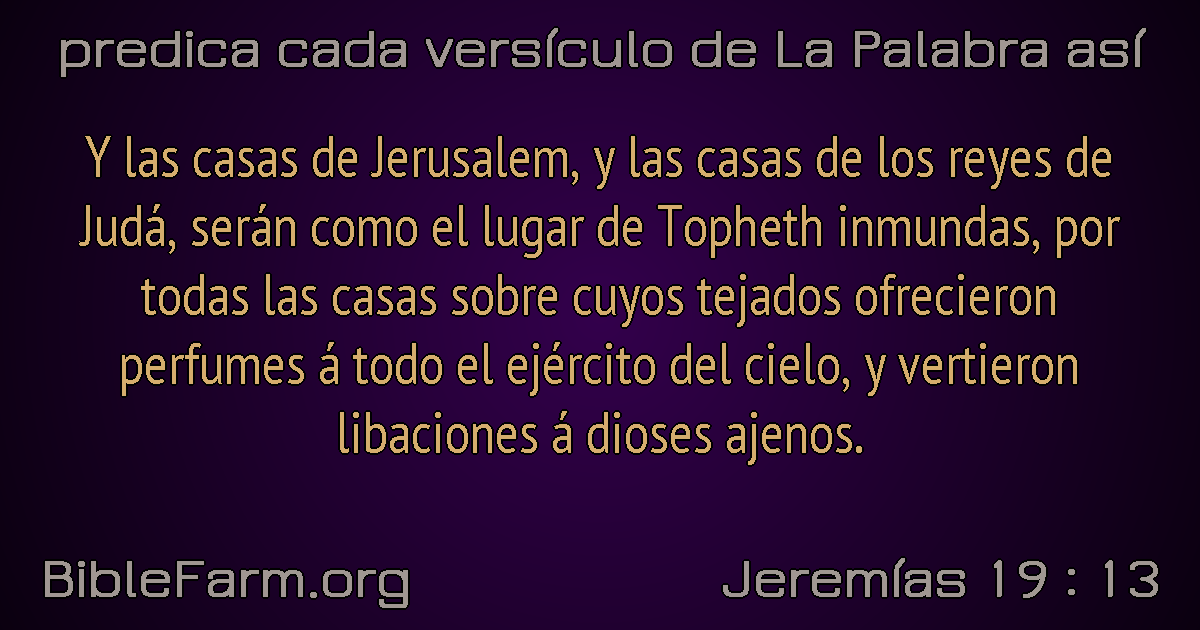 predica cada versículo de La Palabra así
Y las casas de Jerusalem, y las casas de los reyes de
Judá, serán como el lugar de Topheth inmundas, por
todas las casas sobre cuyos tejados ofrecieron
perfumes á todo el ejército del cielo, y vertieron
libaciones á dioses ajenos.
BibleFarm.org
Jeremías 19 : 13